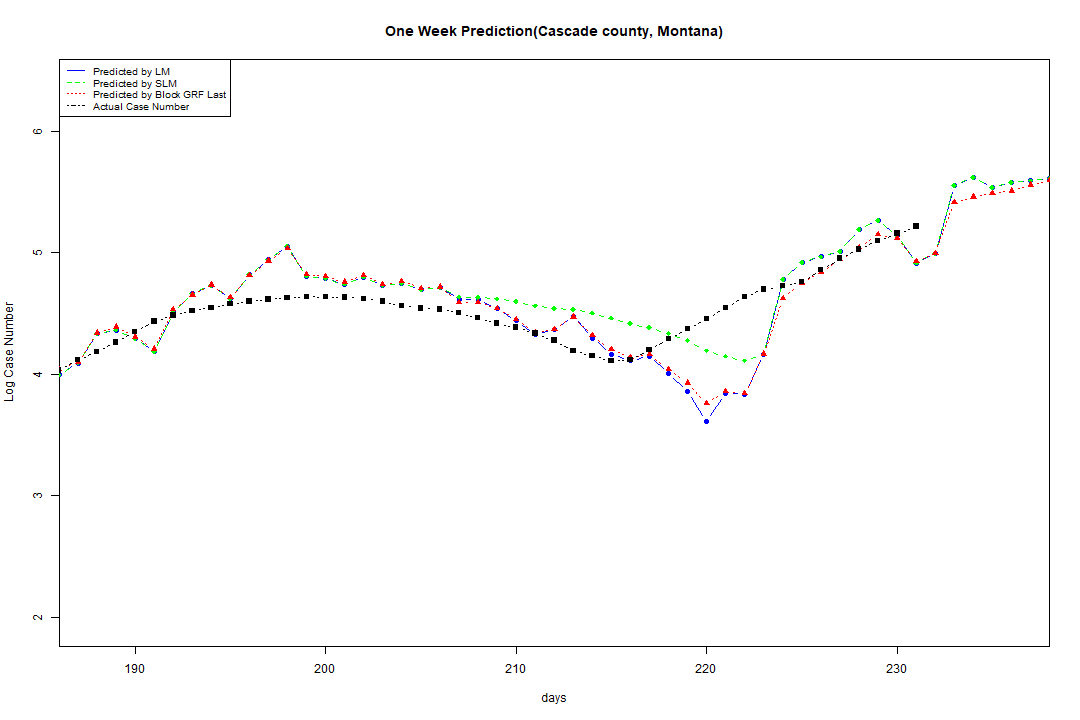 One Week Prediction(Cascade county, Montana)
Predicted by LM
Predicted by SLM
Predicted by Block GRF Last
Actual Case Number
6
5
4
3
2
Log Case Number
190 200 210 220 230
days